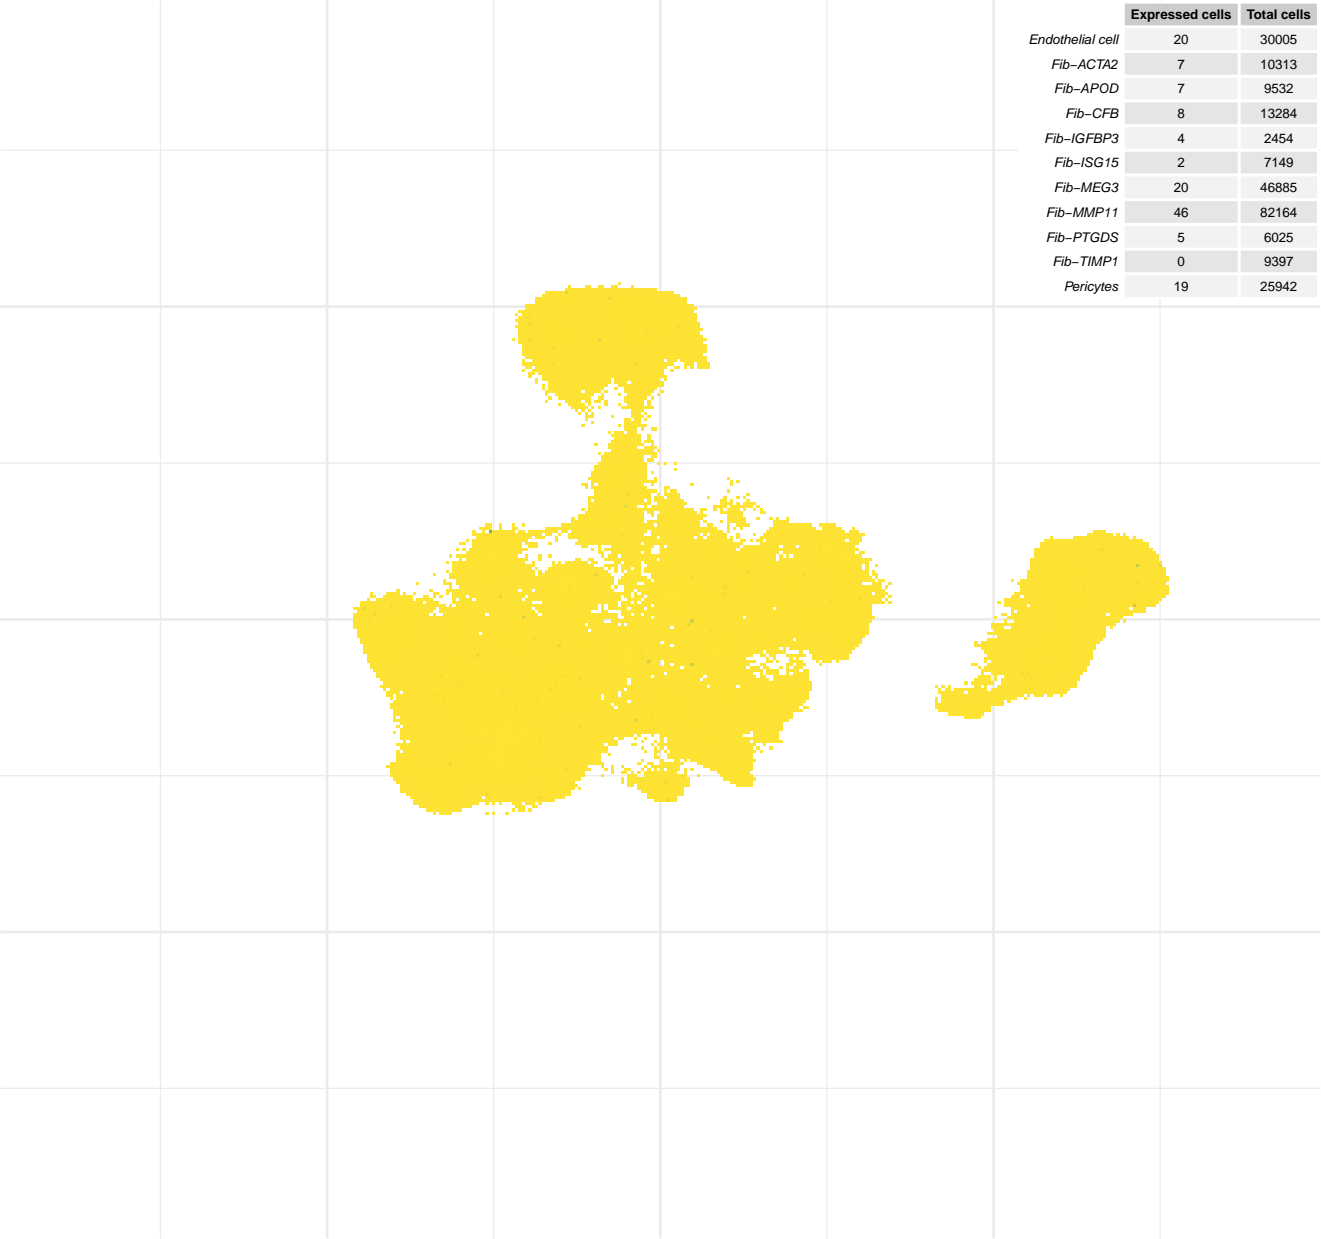 Expressed cells Total cells
Endothelial cell 20 30005
Fib−ACTA2 7 10313
Fib−APOD 7 9532
Fib−CFB 8 13284
Fib−IGFBP3 4 2454
Fib−ISG15 2 7149
Fib−MEG3 20 46885
Fib−MMP11 46 82164
Fib−PTGDS 5 6025
Fib−TIMP1 0 9397
Pericytes 19 25942